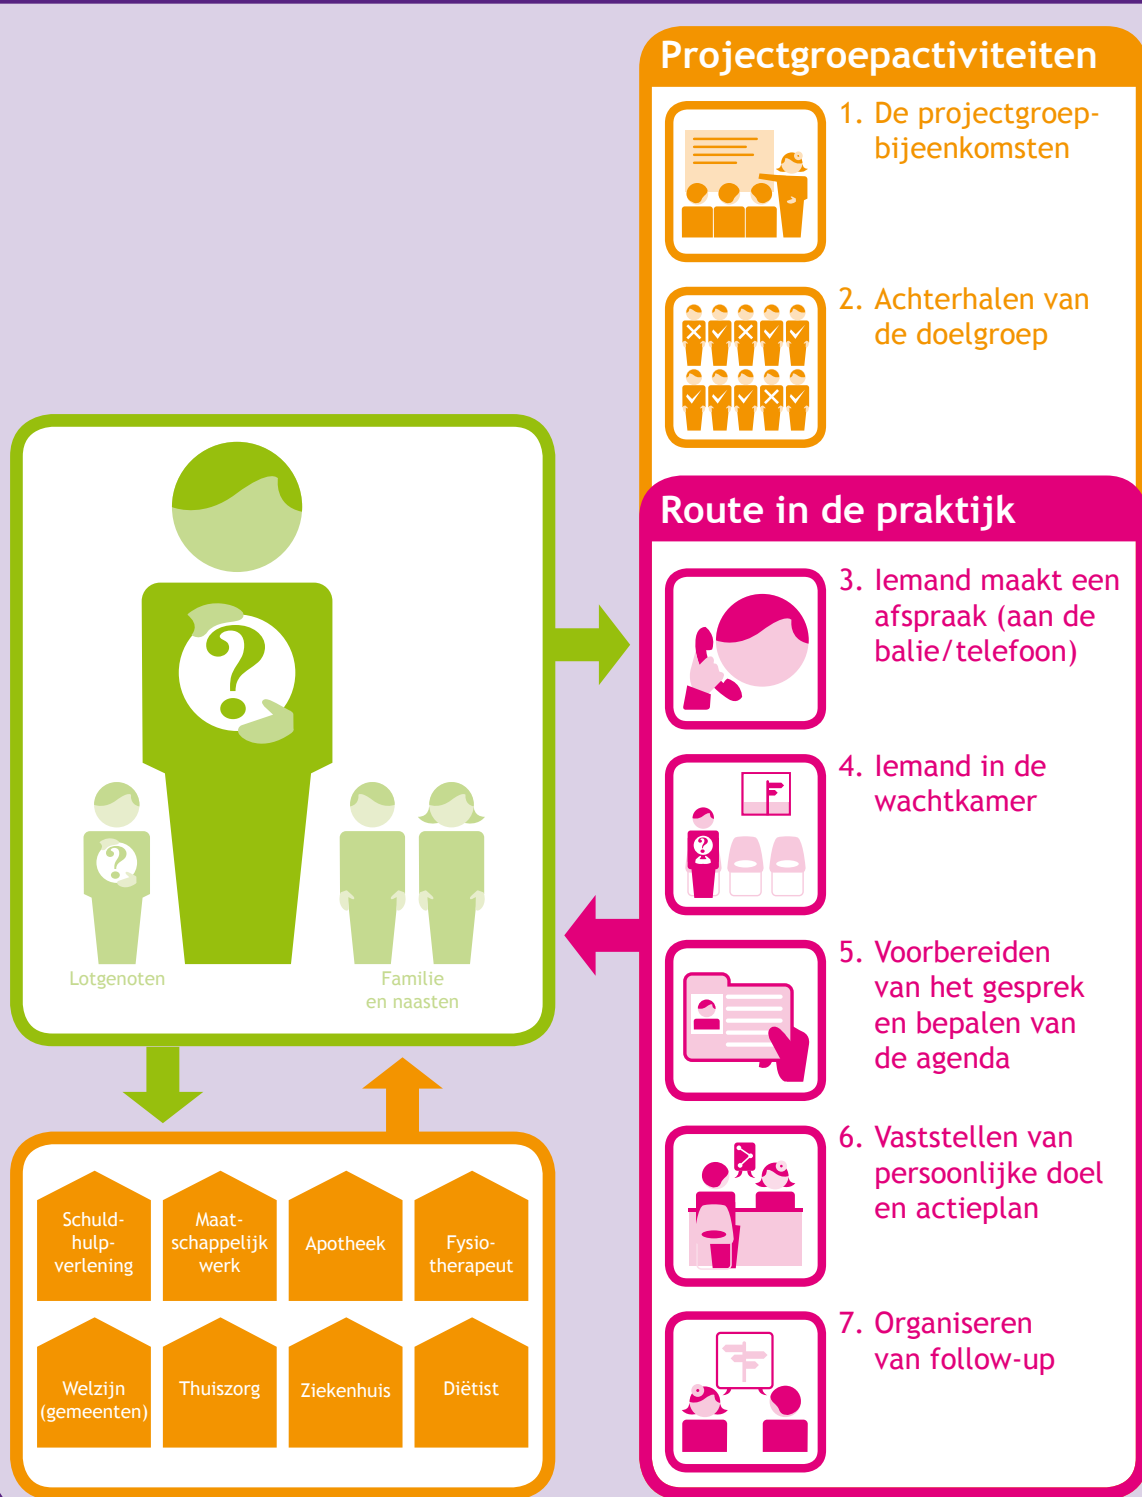 Projectgroepactiviteiten
1. De projectgroep-
bijeenkomsten
2. Achterhalen van
de doelgroep
Route in de praktijk
3. Iemand maakt een
afspraak (aan de
balie/telefoon)
4. Iemand in de
wachtkamer
5. Voorbereiden
van het gesprek
en bepalen van
de agenda
6. Vaststellen van
persoonlijke doel
en actieplan
7. Organiseren
van follow-up
?
?
?
Lotgenoten
Familie
en naasten
Schuld-
hulp-
verlening
Maat-
schappelijk
werk
Apotheek
Fysio-
therapeut
Welzijn
(gemeenten)
Thuiszorg
Ziekenhuis
Diëtist